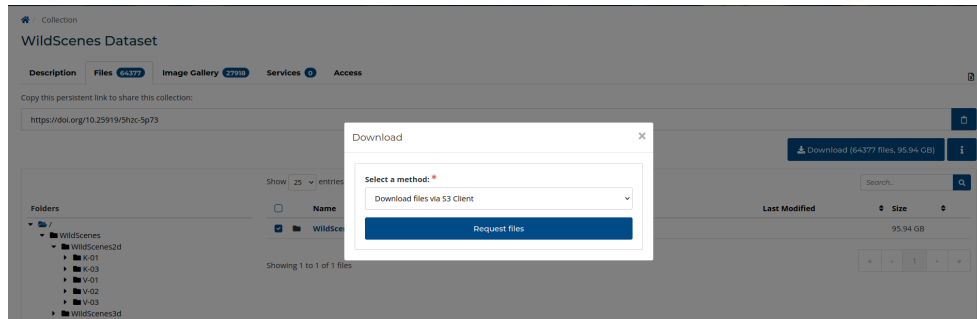 / Collection
WildScenes Dataset
Description Files 64377 Image Gallery 27918 Services 0 Access
Copy this persistent link to share this collection:
https://doi.org/10.25919/5hzc-5p73
Download (64377 files, 95.94 GB) i
Download ×
Select a method: *
Download files via S3 Client
Request files
Show 25 entries
Search..
Folders
Name Last Modified Size
/
WildScenes
WildScenes2d
K-01
K-03
V-01
V-02
V-03
WildScenes3d
WildSce
95.94 GB
Showing 1 to 1 of 1 files
« ‹ 1 › »